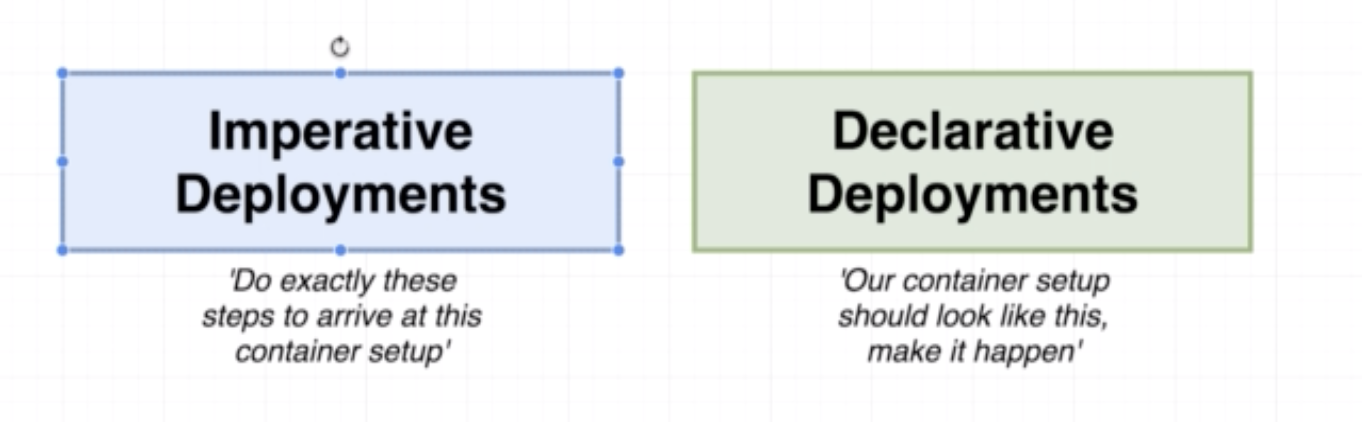 Imperative
Deployments
'Do exactly these
steps to arrive at this
container setup'
Declarative
Deployments
'Our container setup
should look like this,
make it happen'